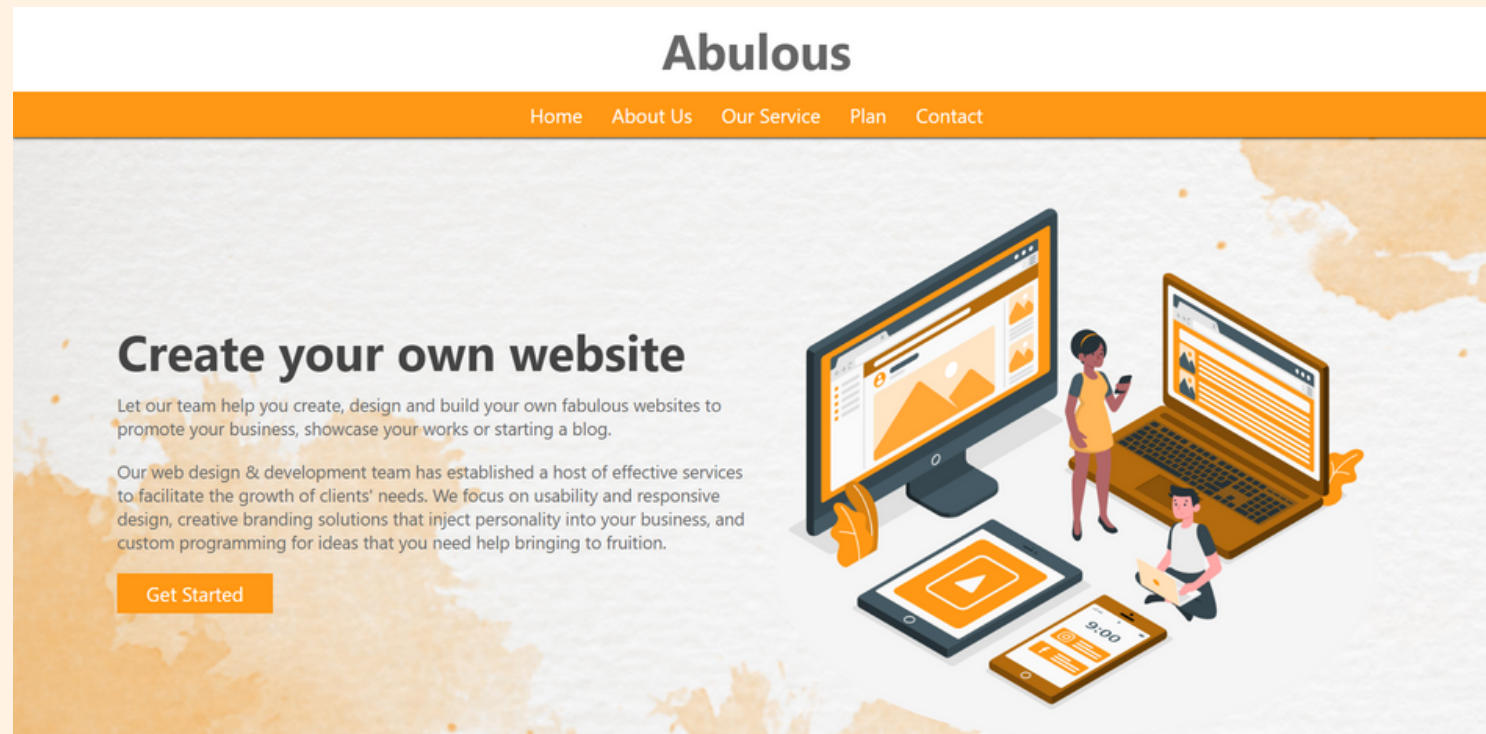 Abulous
Home About Us Our Service Plan Contact
Create your own website
Let our team help you create, design and build your own fabulous websites to
promote your business, showcase your works or starting a blog.
Our web design & development team has established a host of effective services
to facilitate the growth of clients' needs. We focus on usability and responsive
design, creative branding solutions that inject personality into your business, and
custom programming for ideas that you need help bringing to fruition.
Get Started
9:00